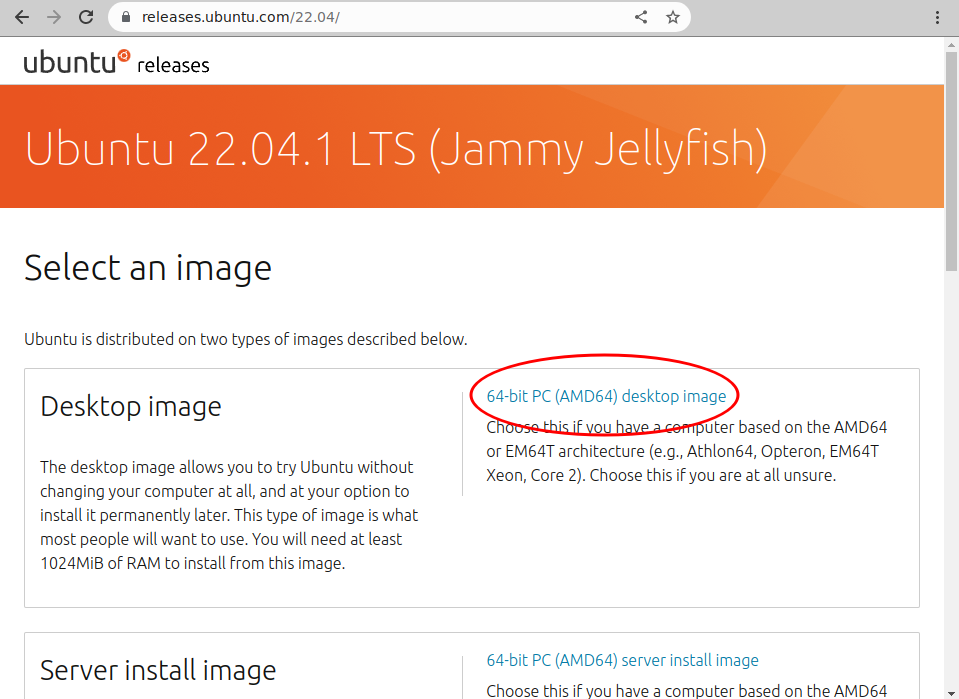 releases.ubuntu.com/22.04/
ubuntu releases
Ubuntu 22.04.1 LTS (Jammy Jellyfish)
Select an image
Ubuntu is distributed on two types of images described below.
Desktop image
The desktop image allows you to try Ubuntu without
changing your computer at all, and at your option to
install it permanently later. This type of image is what
most people will want to use. You will need at least
1024MiB of RAM to install from this image.
64-bit PC (AMD64) desktop image
Choose this if you have a computer based on the AMD64
or EM64T architecture (e.g., Athlon64, Opteron, EM64T
Xeon, Core 2). Choose this if you are at all unsure.
Server install image
64-bit PC (AMD64) server install image
Choose this if you have a computer based on the AMD64